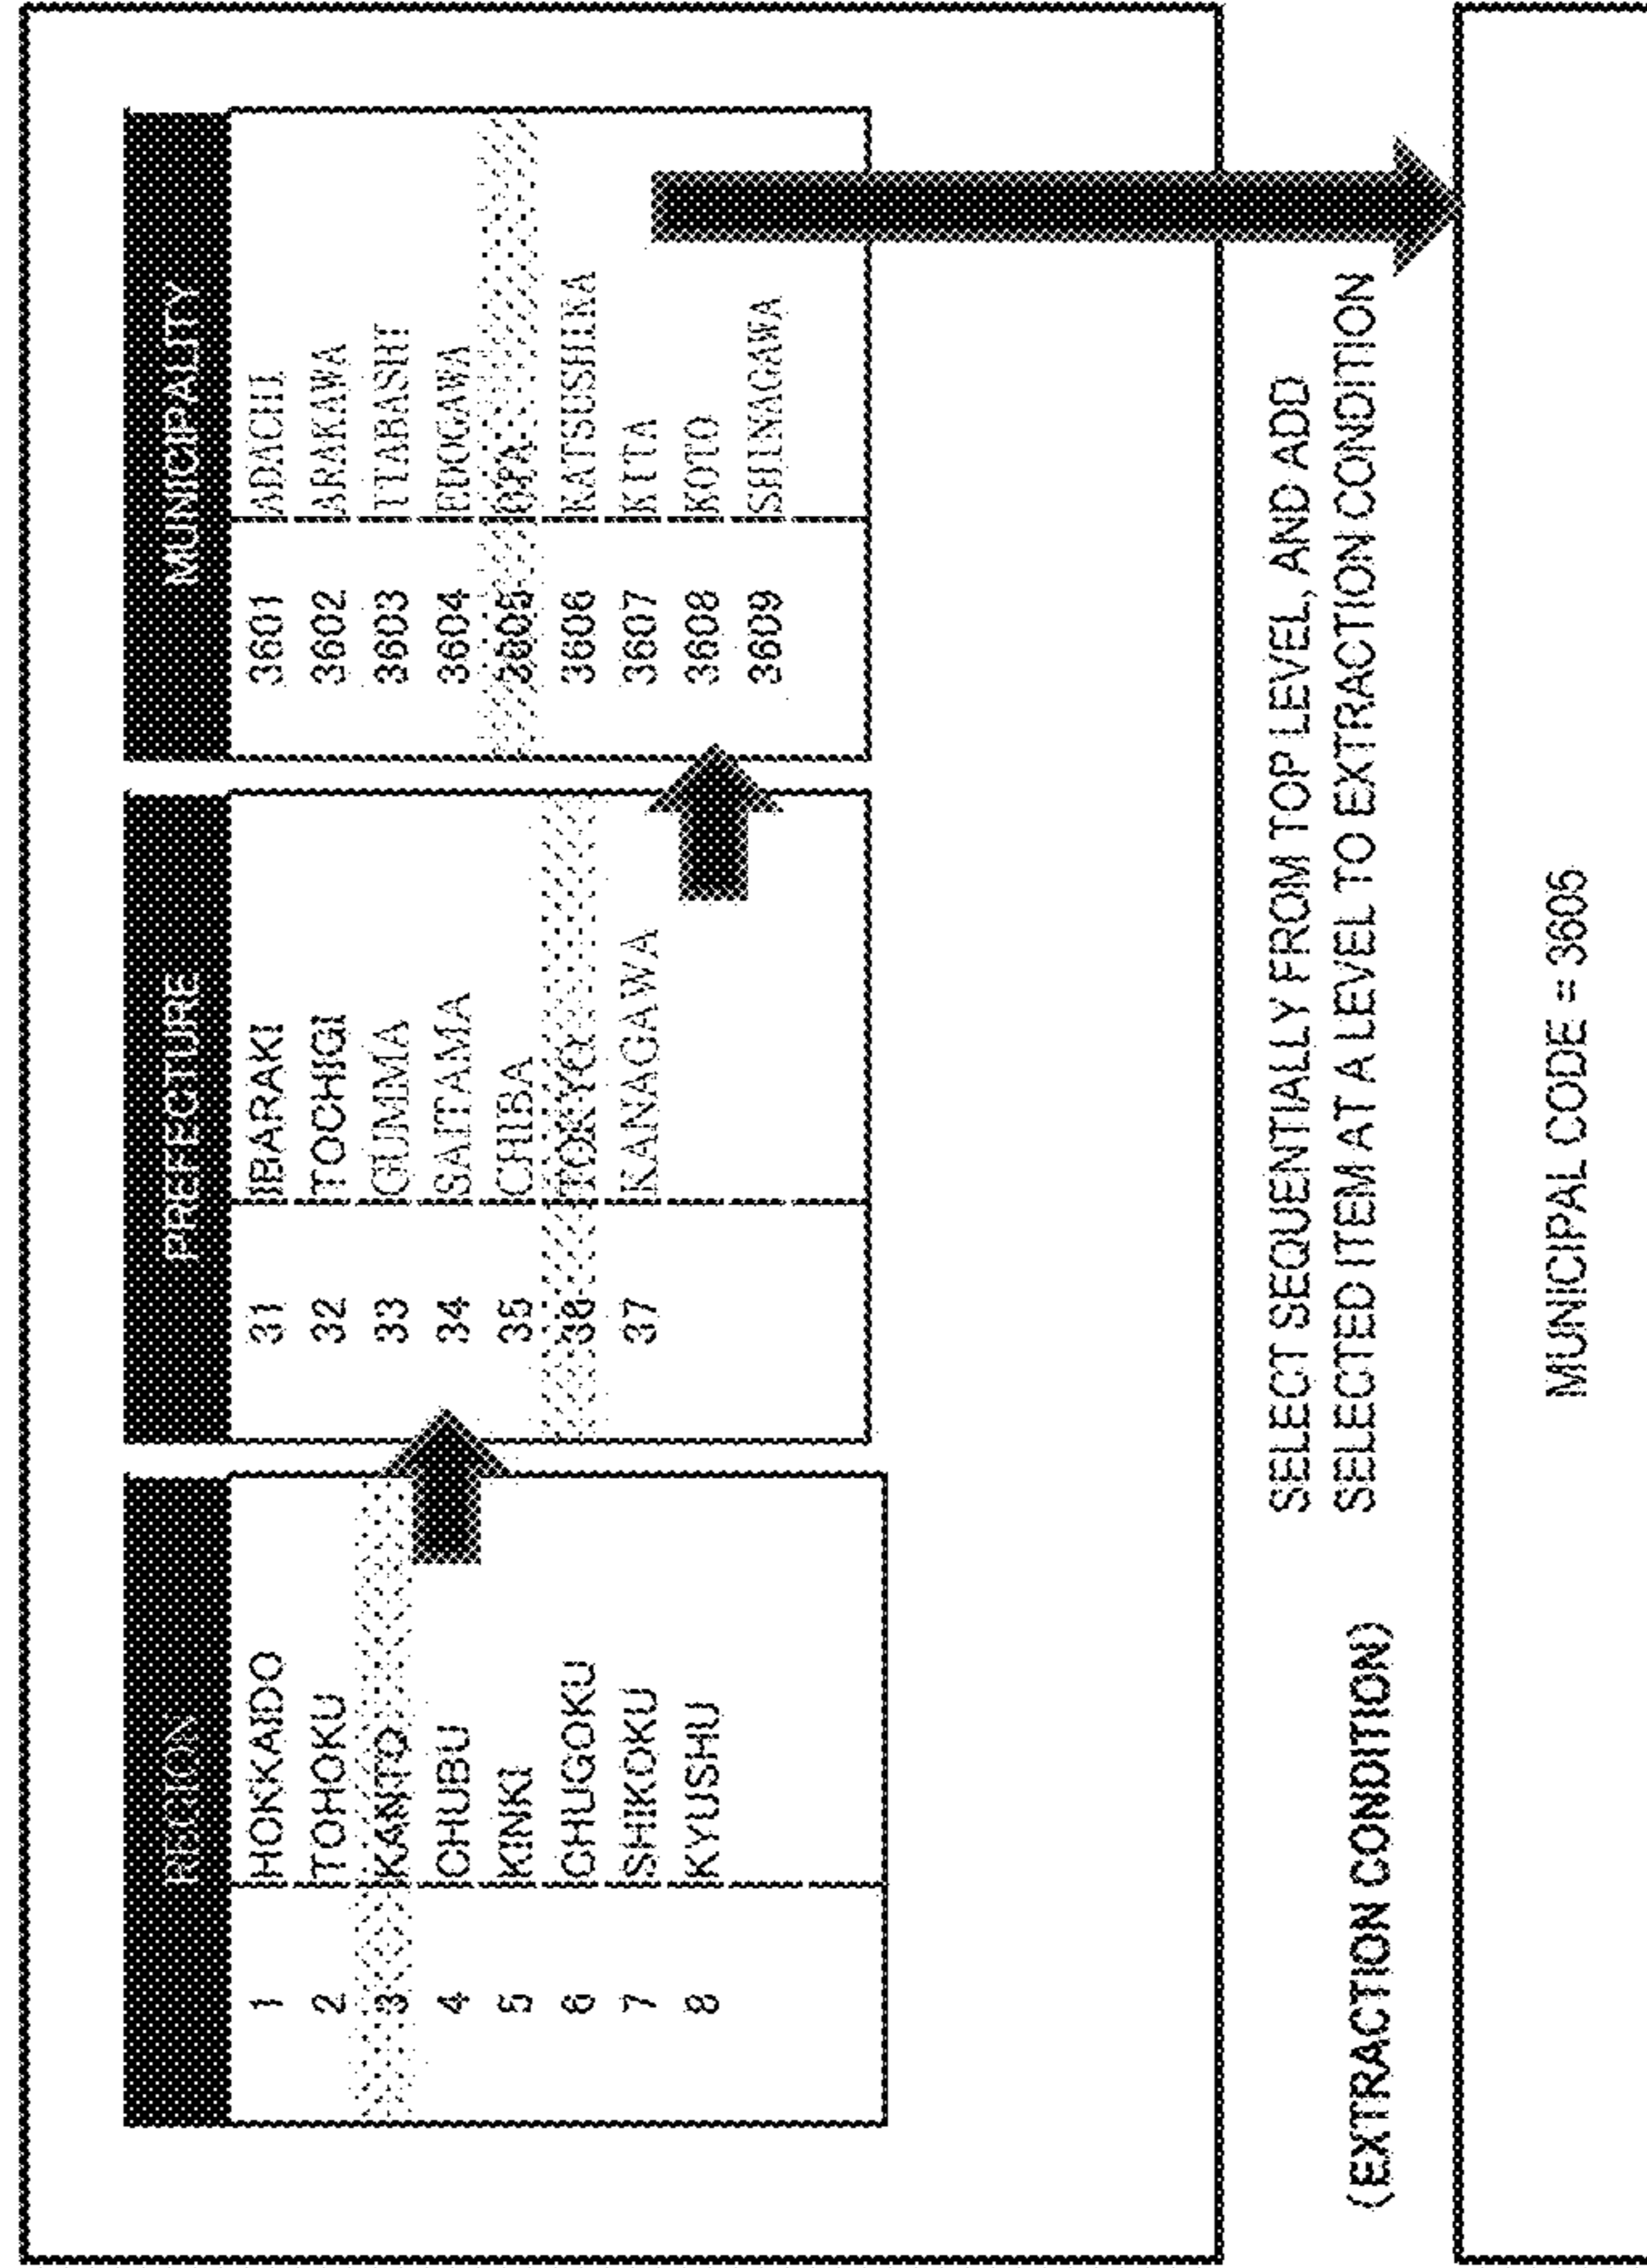 REGION
1 HOKKAIDO
2 TOHOKU
3 KANTO
4 CHUBU
5 KINKI
6 CHUGOKU
7 SHIKOKU
8 KYUSHU
PREFECTURE
31 IBARAKI
32 TOCHIGI
33 GUMMA
34 SAITAMA
35 CHIBA
36 TOKYO
37 KANAGAWA
MUNICIPALITY
3601 ADACHI
3602 ARAKAWA
3603 ITABASHI
3604 EDOGAWA
3605
3606 KATSUSHIKA
3607 KITA
3608 KOTO
3609 SHINAGAWA
SELECT SEQUENTIALLY FROM TOP LEVEL, AND ADD
SELECTED ITEM AT A LEVEL TO EXTRACTION CONDITION
(EXTRACTION CONDITION)
MUNICIPAL CODE = 3605